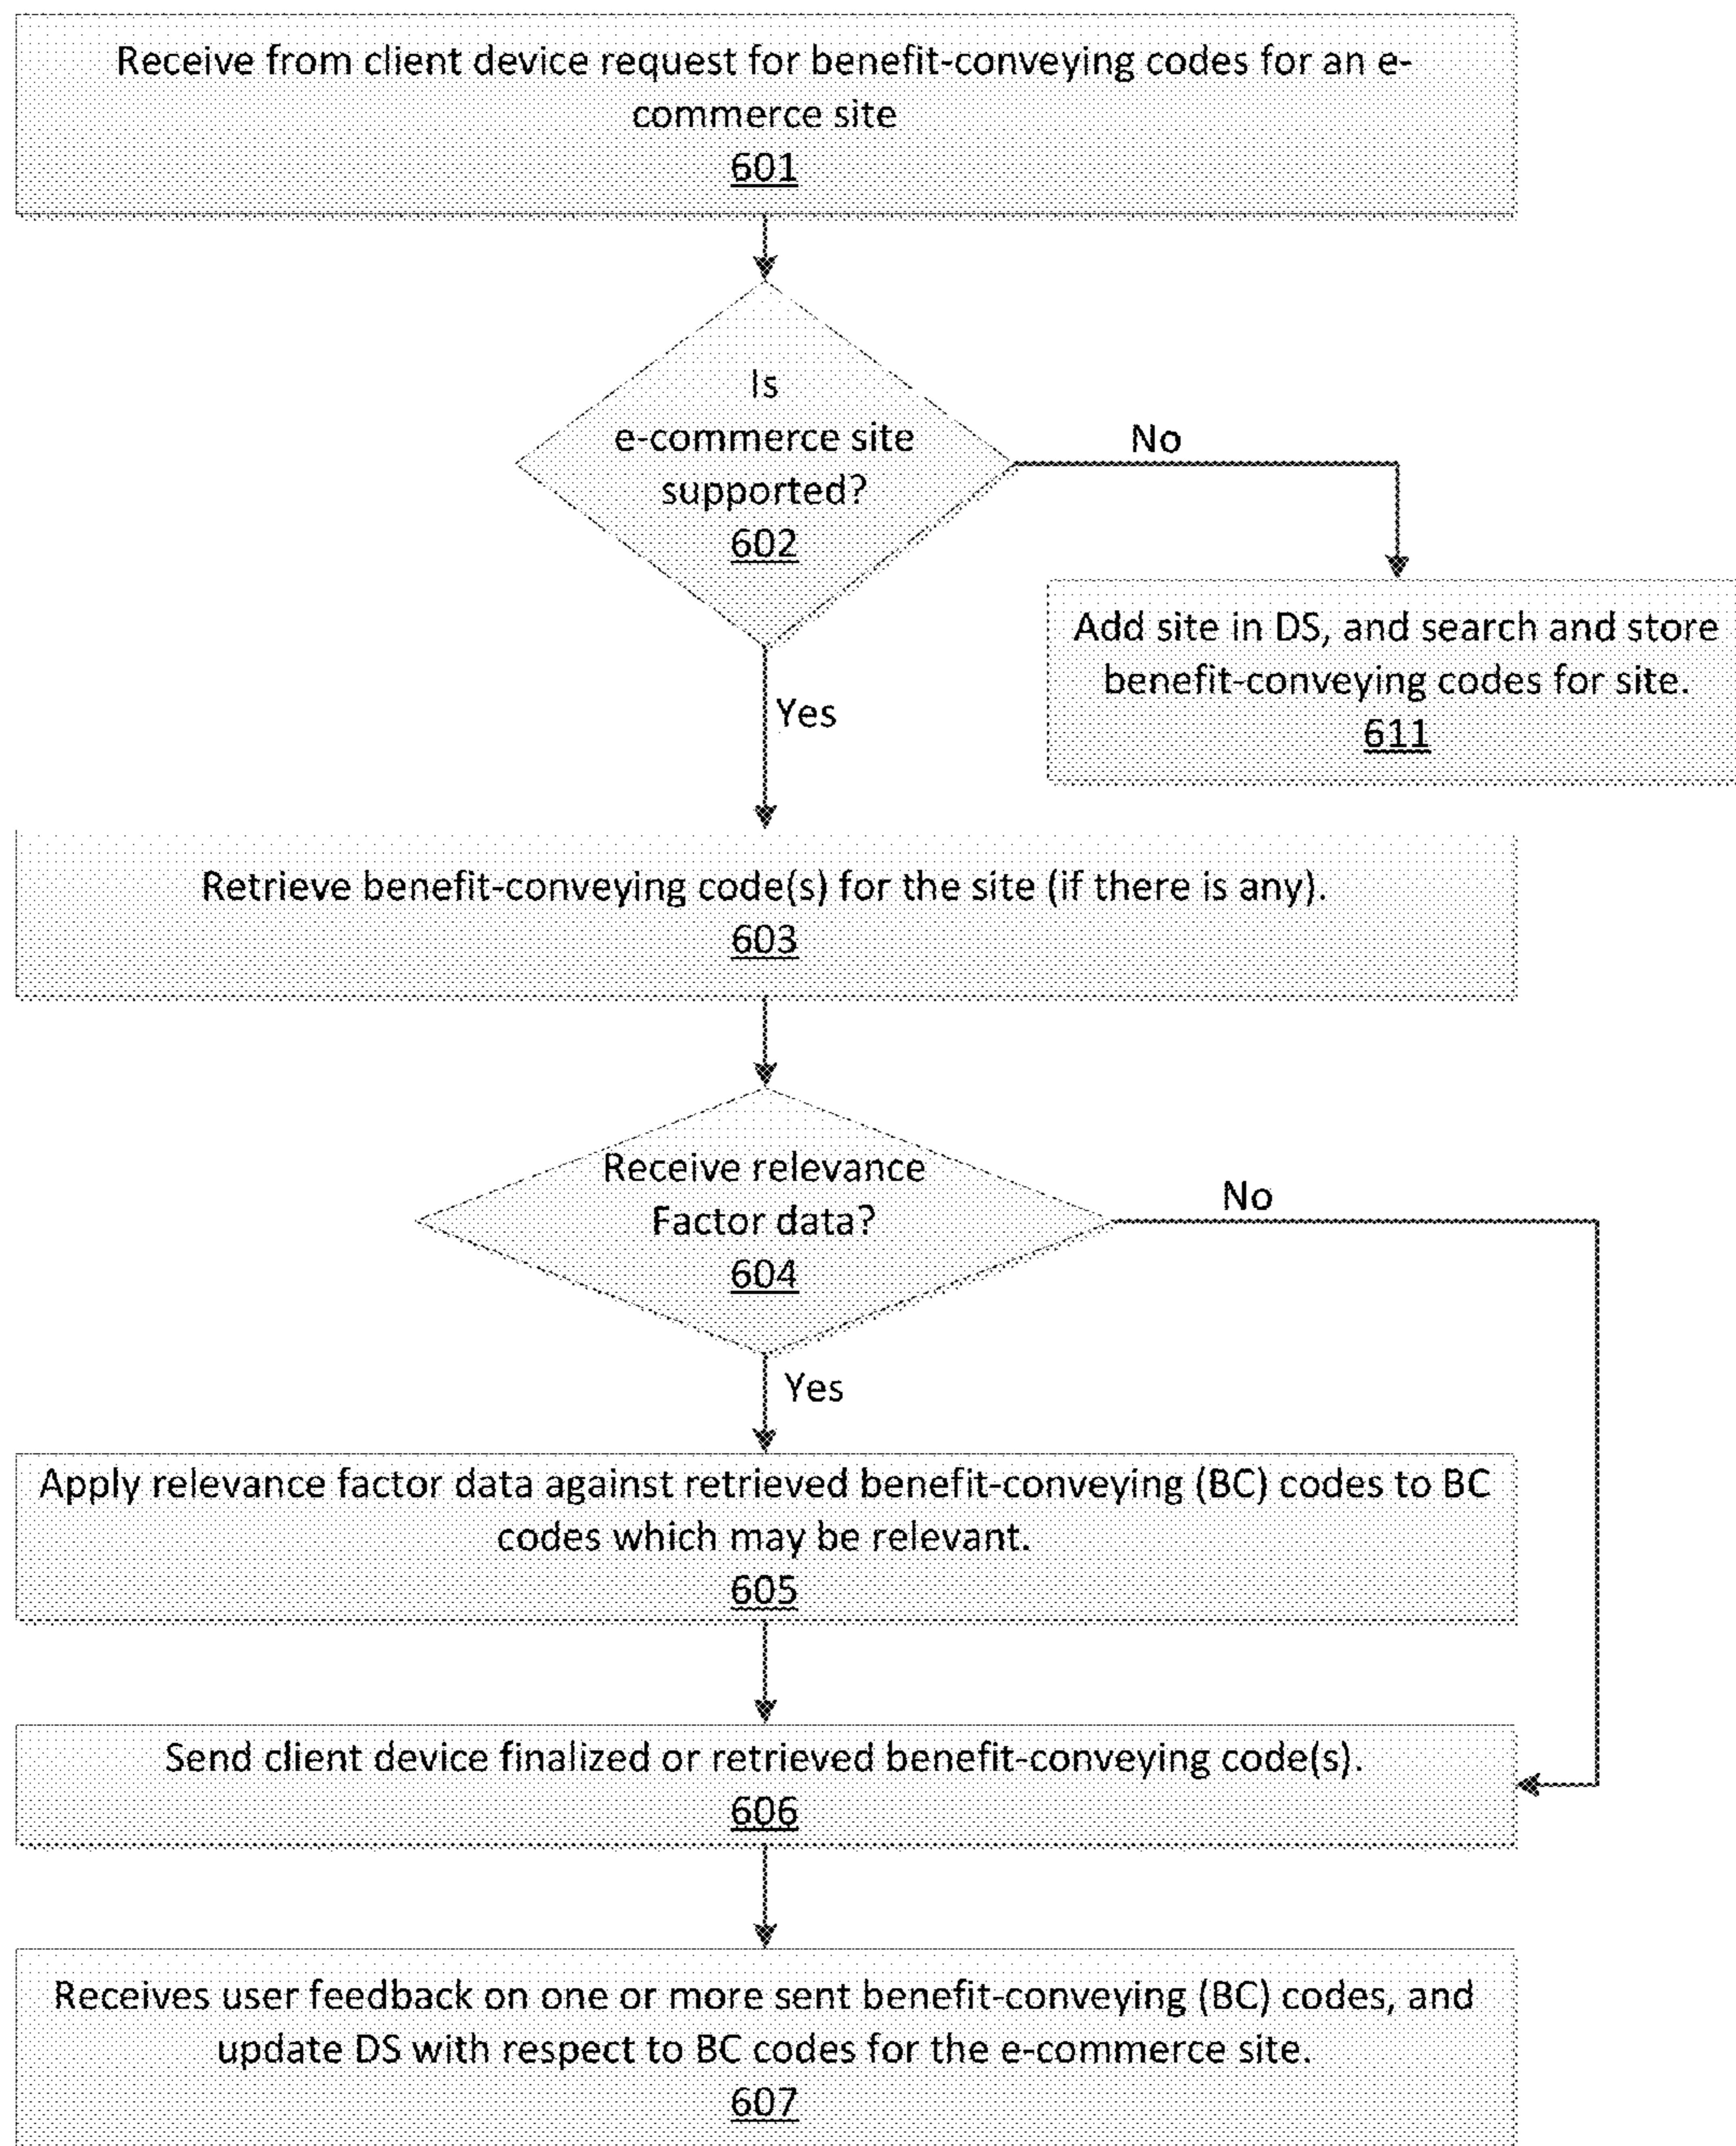 Receive from client device request for benefit-conveying codes for an e-
commerce site
601
Is
e-commerce site
supported?
602
No
Add site in DS, and search and store
benefit-conveying codes for site.
611
Yes
Retrieve benefit-conveying code(s) for the site (if there is any).
603
Receive relevance
Factor data?
604
No
Yes
Apply relevance factor data against retrieved benefit-conveying (BC) codes to BC
codes which may be relevant.
605
Send client device finalized or retrieved benefit-conveying code(s).
606
Receives user feedback on one or more sent benefit-conveying (BC) codes, and
update DS with respect to BC codes for the e-commerce site.
607